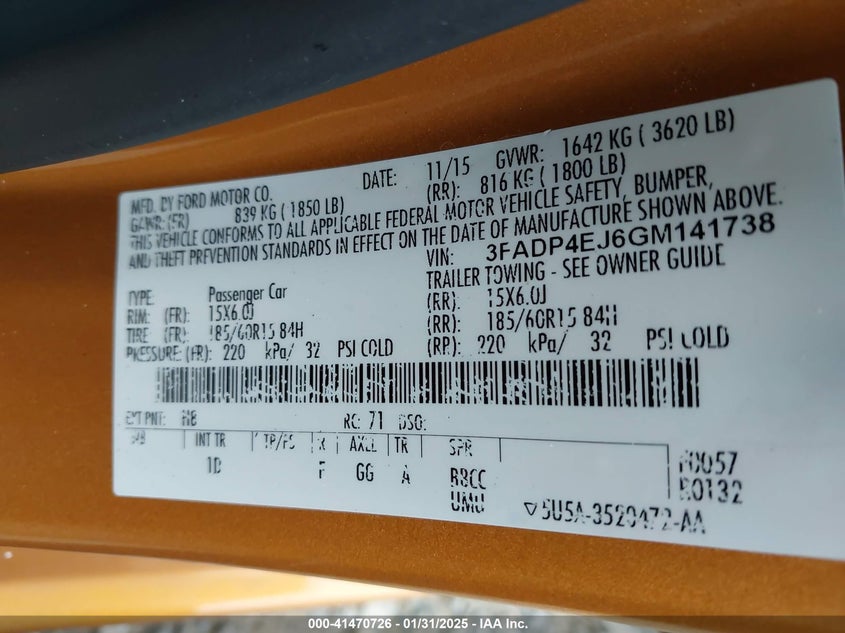 MFD. BY FORD MOTOR CO. DATE: 11/15 GVWR: 1642 KG ( 3620 LB)
GAWR: (FR) 839 KG ( 1850 LB) (RR): 816 KG ( 1800 LB)
THIS VEHICLE CONFORMS TO ALL APPLICABLE FEDERAL MOTOR VEHICLE SAFETY, BUMPER,
AND THEFT PREVENTION STANDARDS IN EFFECT ON THE DATE OF MANUFACTURE SHOWN ABOVE.
VIN: 3FADP4EJ6GM141738
TRAILER TOWING - SEE OWNER GUIDE
TYPE: Passenger Car
RIM: (FR) 15X6.0J (RR): 15X6.0J
TIRE (FR): 185/60R15 84H (RR): 185/60R15 84H
PRESSURE: (FR) 220 kPa/ 32 PSI COLD (RR): 220 kPa/ 32 PSI COLD
EXT PNT: RC: 71 DSO:
INT TR TP/PS R AXLE TR SPR
1D F GG A
UMU
5U5A-3520472-AA
000-41470726 - 01/31/2025 - IAA Inc.